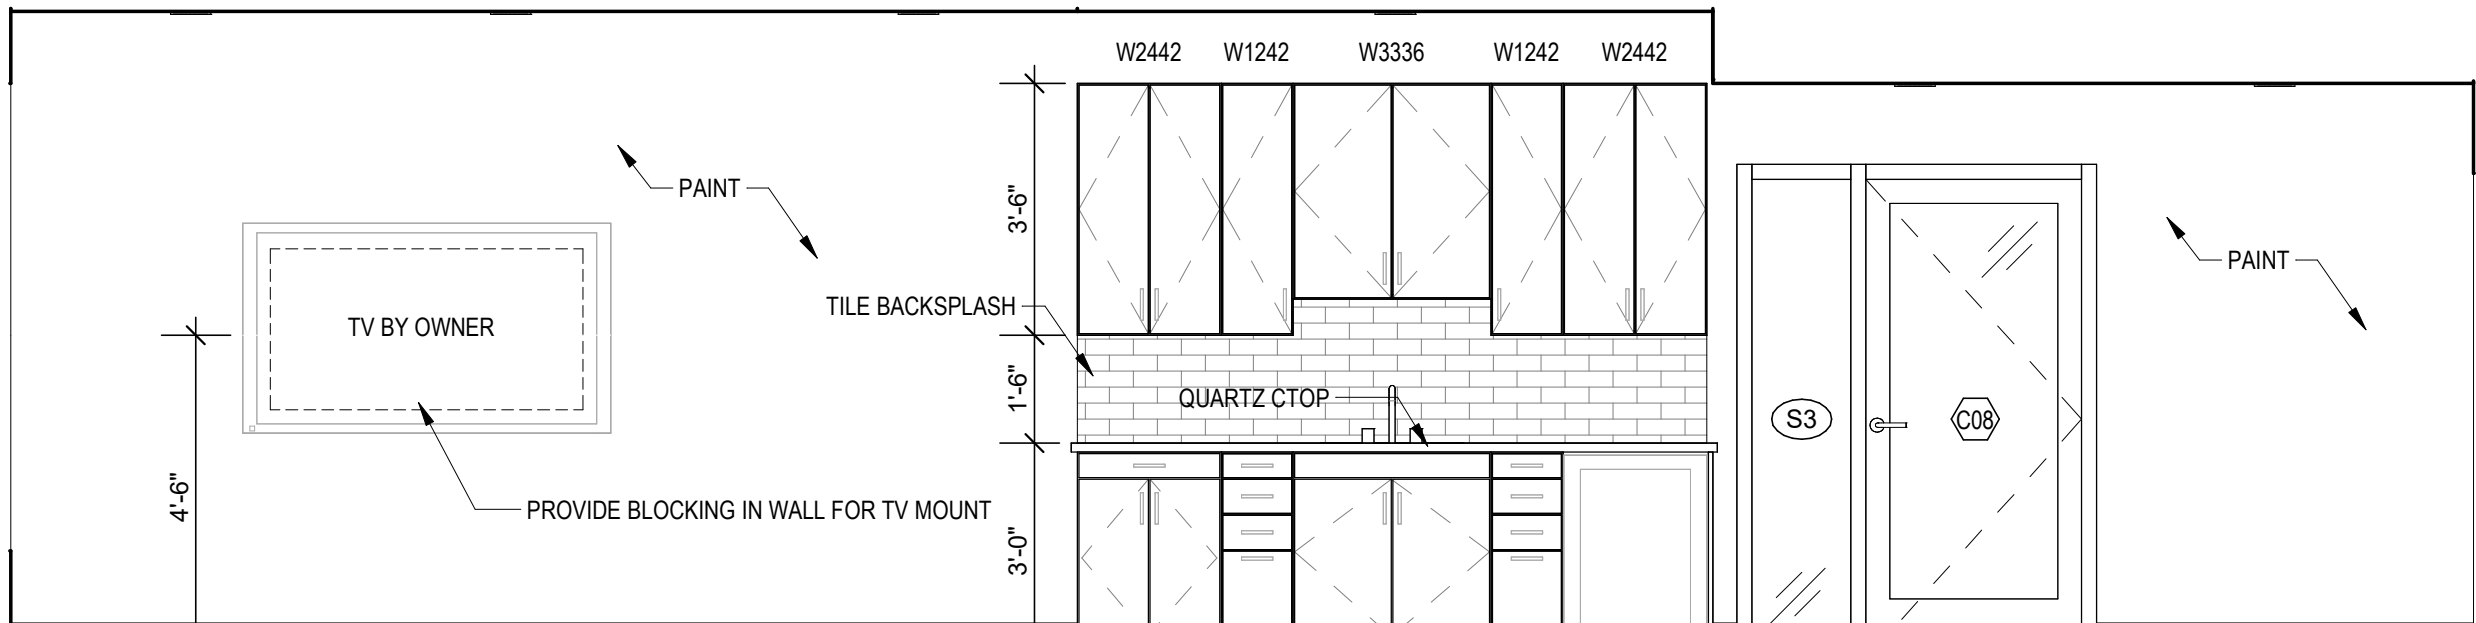 W2442 W1242 W3336 W1242 W2442
PAINT
3'-6"
PAINT
TILE BACKSPLASH
TV BY OWNER
1'-6"
QUARTZ CTOP
S3
C08
4'-6"
PROVIDE BLOCKING IN WALL FOR TV MOUNT
3'-0"